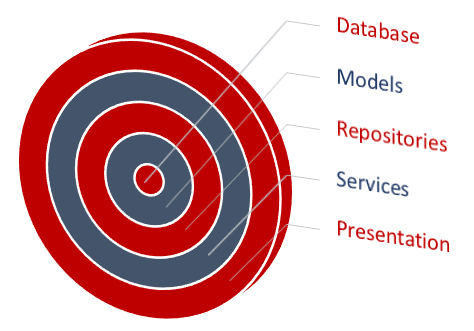 Database
Models
Repositories
Services
Presentation